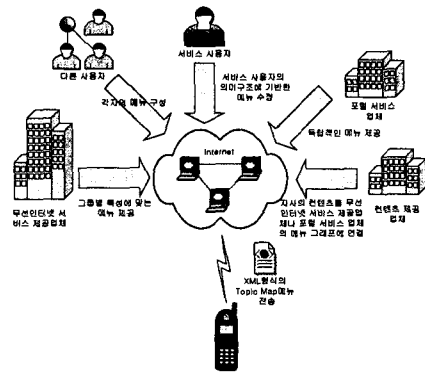 다른 사용자
서비스 사용자
각자의 메뉴 구성
서비스 사용자의
의미구조에 기반한
메뉴 수정
포털 서비스
업체
독립적인 메뉴 제공
Internet
무선인터넷 서
비스 제공업체
그룹별 특성에 맞는
메뉴 제공
자사의 컨텐츠를 무선
인터넷 서비스 제공업
체나 포털 서비스 업체
의 메뉴 그래프에 연결
컨텐츠 제공
업체
XML형식의
Topic Map메뉴
전송